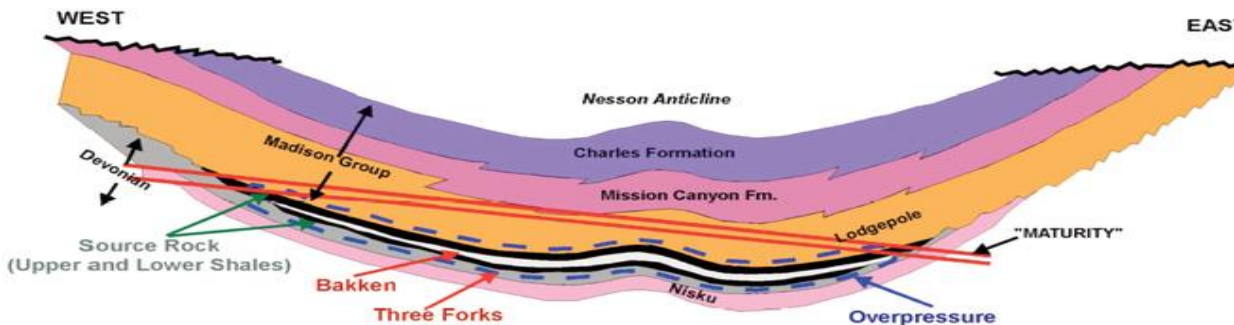 WEST
EAST
Nesson Anticline
Charles Formation
Madison Group
Devonian
Mission Canyon Fm.
Lodgepole
"MATURITY"
Source Rock
(Upper and Lower Shales)
Bakken
Nisku
Three Forks
Overpressure